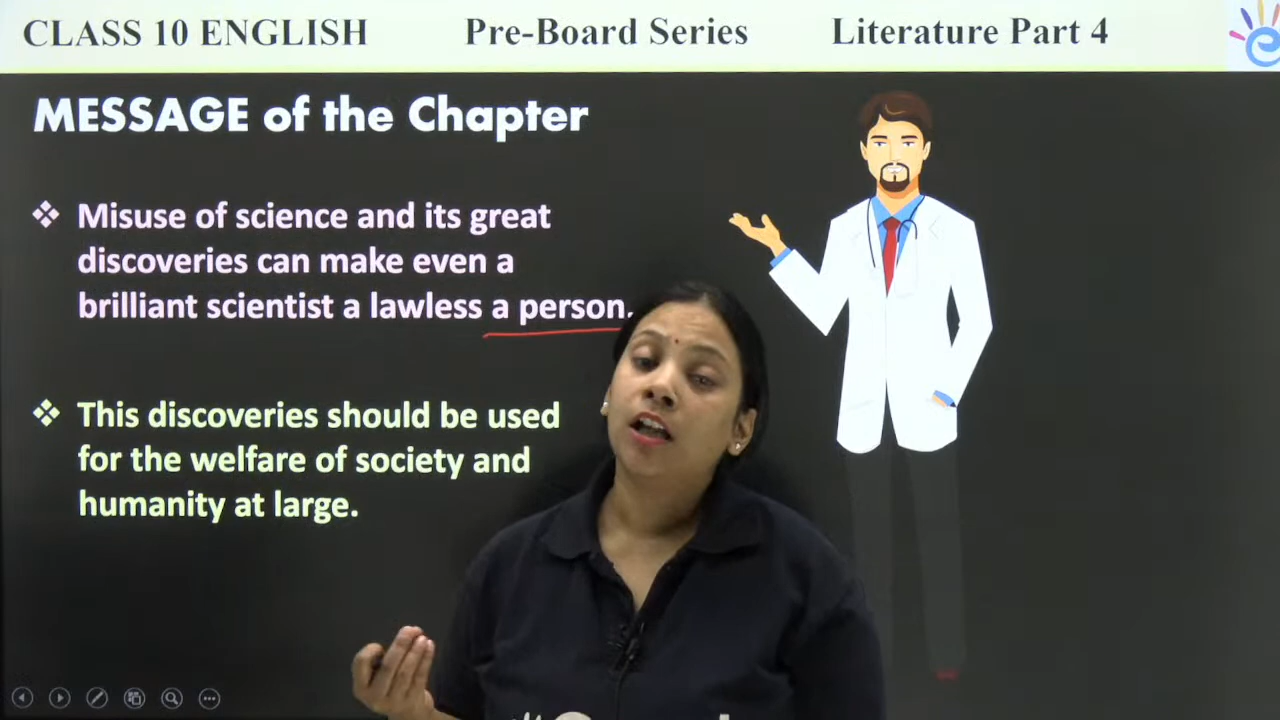 CLASS 10 ENGLISH Pre-Board Series Literature Part 4
MESSAGE of the Chapter
❖ Misuse of science and its great
discoveries can make even a
brilliant scientist a lawless a person.
❖ This discoveries should be used
for the welfare of society and
humanity at large.